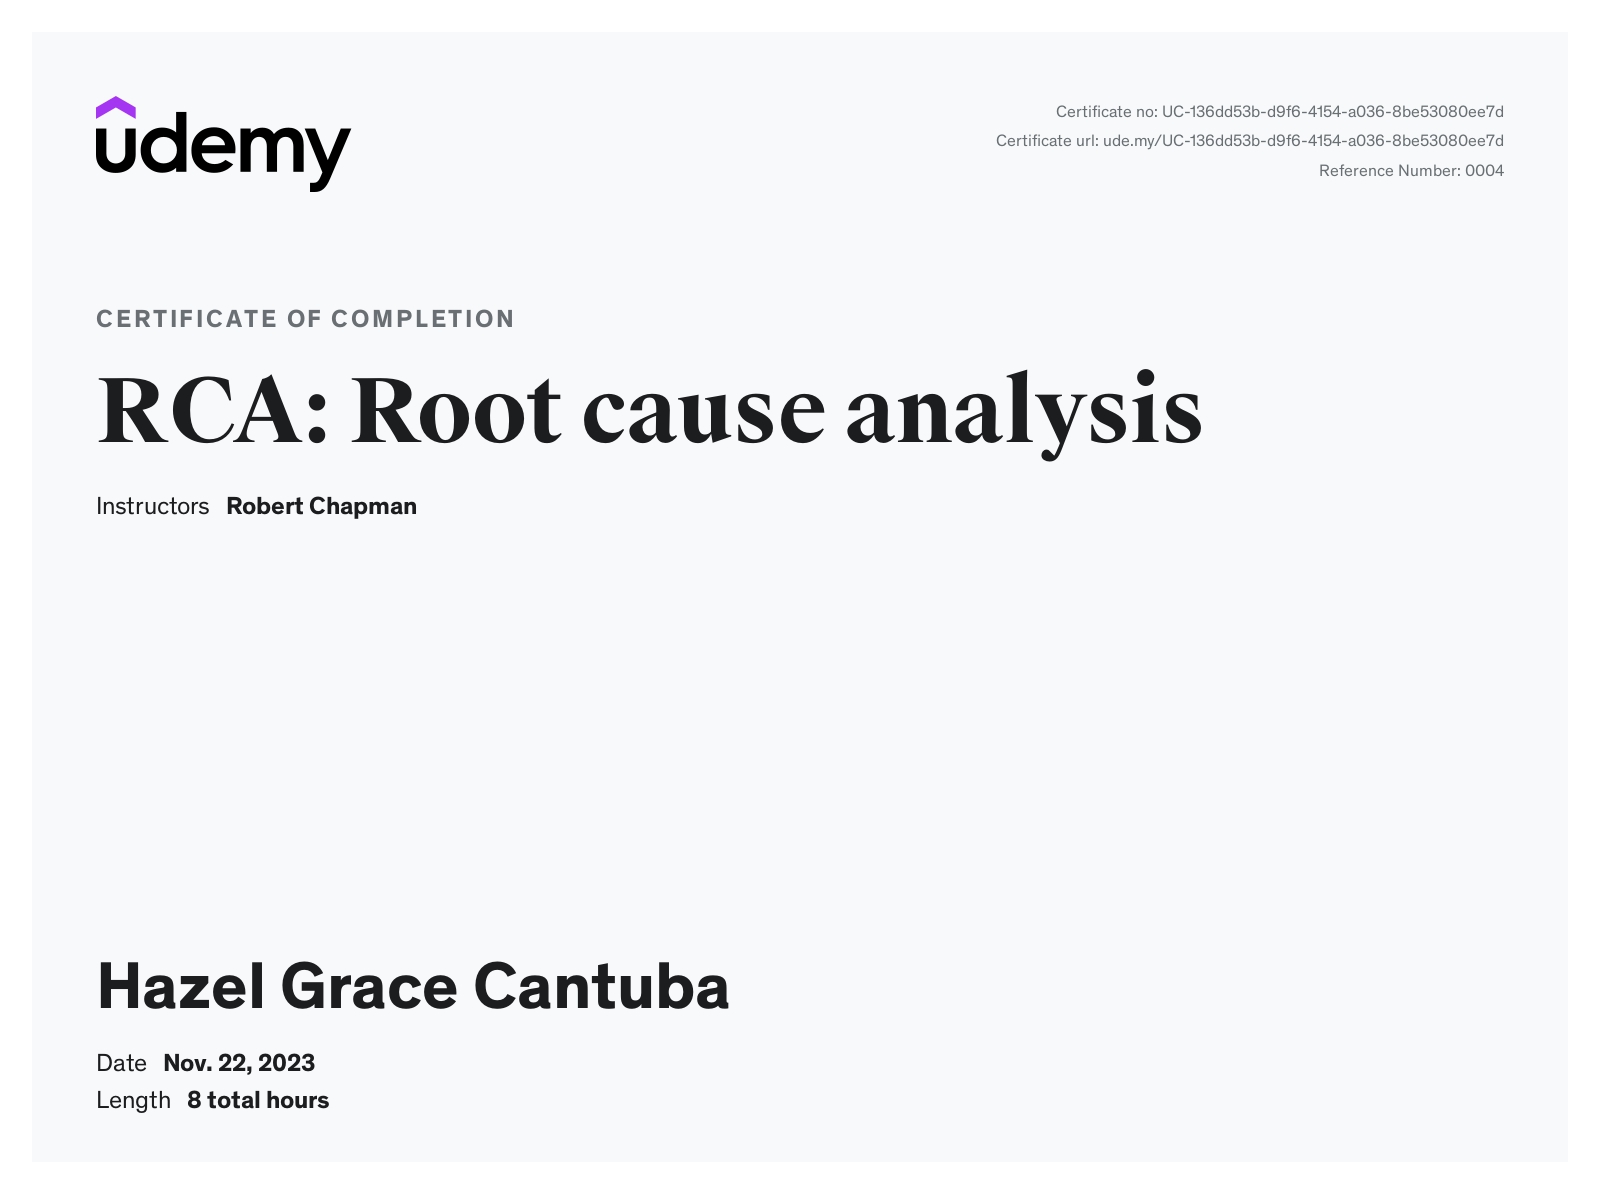 udemy
Certificate no: UC-136dd53b-d9f6-4154-a036-8be53080ee7d
Certificate url: ude.my/UC-136dd53b-d9f6-4154-a036-8be53080ee7d
Reference Number: 0004
CERTIFICATE OF COMPLETION
RCA: Root cause analysis
Instructors Robert Chapman
Hazel Grace Cantuba
Date Nov. 22, 2023
Length 8 total hours